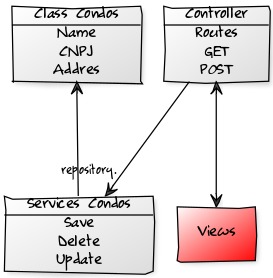 Class Condos
Name
CNPJ
Addres
Controller
Routes
GET
POST
repository.
Services Condos
Save
Delete
Update
Views